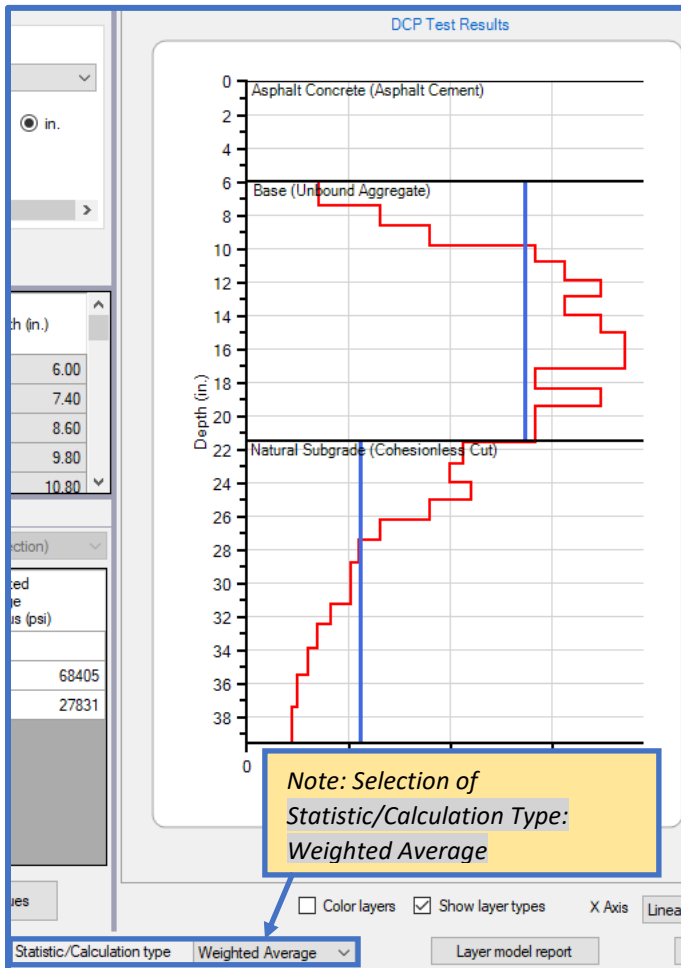 DCP Test Results
in.
0
Asphalt Concrete (Asphalt Cement)
2
4
6
Base (Unbound Aggregate)
8
10
12
14
16
18
20
22
Natural Subgrade (Cohesionless Cut)
24
26
28
30
32
34
36
38
0
Depth (in.)
th (in.)
6.00
7.40
8.60
9.80
10.80
ection)
ted
ge
us (psi)
68405
27831
Note: Selection of
Statistic/Calculation Type:
Weighted Average
ues
Color layers
Show layer types
X Axis
Linea
Statistic/Calculation type
Weighted Average
Layer model report